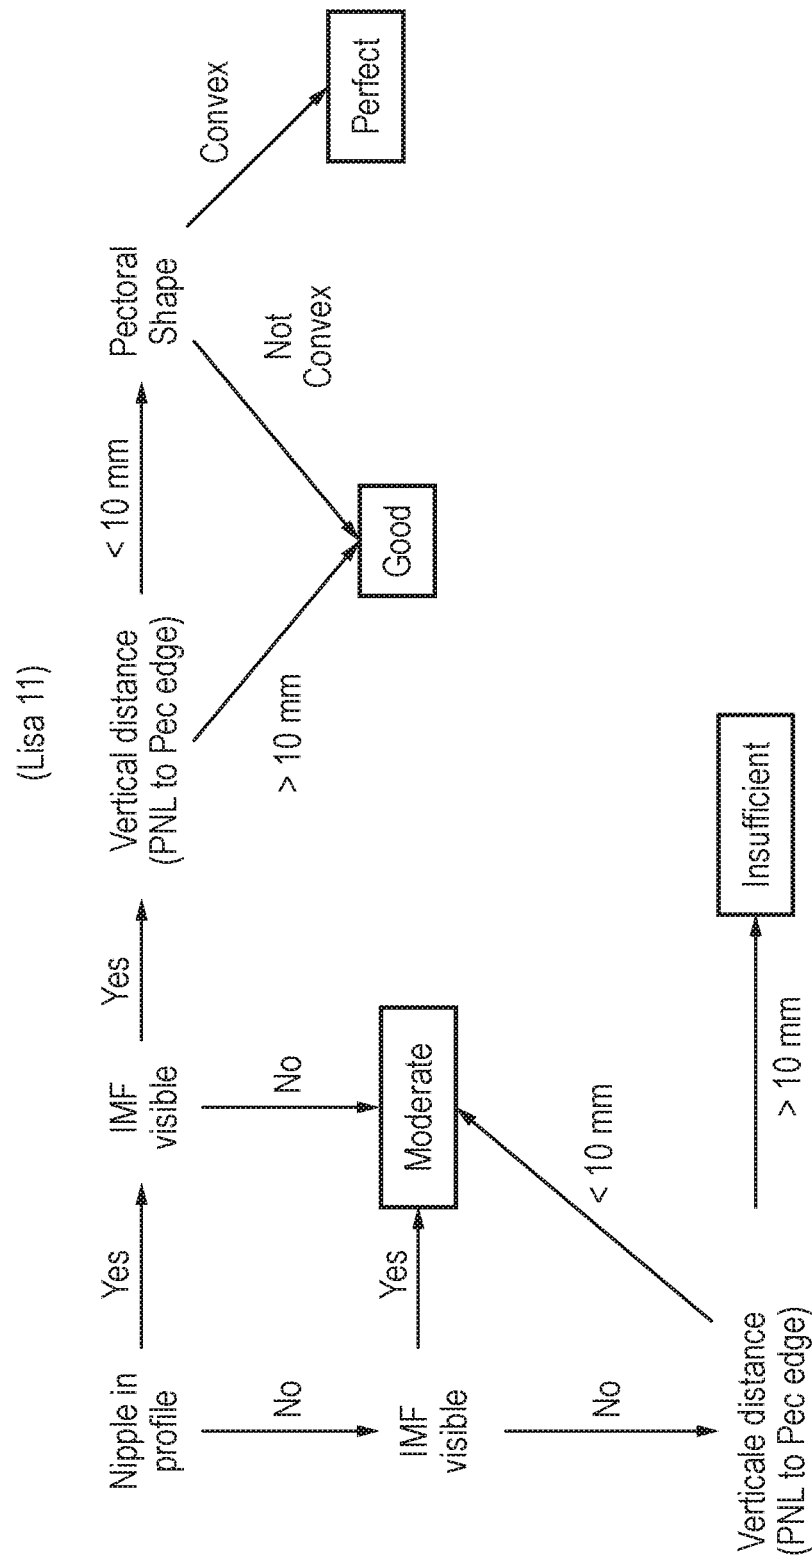 (Lisa 11)
Nipple in
profile
Yes
IMF
visible
Yes
Vertical distance
(PNL to Pec edge)
< 10 mm
Pectoral
Shape
Convex
Perfect
No
No
> 10 mm
Not
Convex
Good
IMF
visible
Yes
Moderate
No
< 10 mm
Verticale distance
(PNL to Pec edge)
> 10 mm
Insufficient